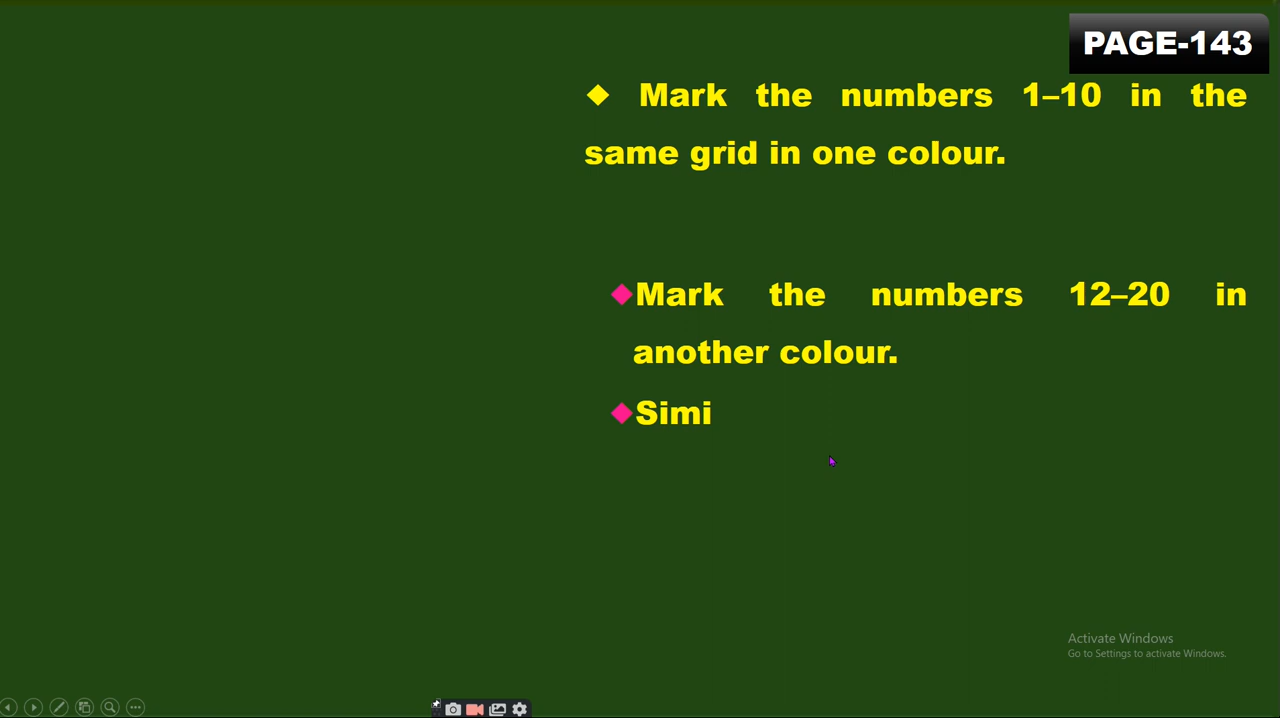 PAGE-143
◆ Mark the numbers 1–10 in the
same grid in one colour.
◆Mark the numbers 12–20 in
another colour.
◆Simi
Activate Windows
Go to Settings to activate Windows.